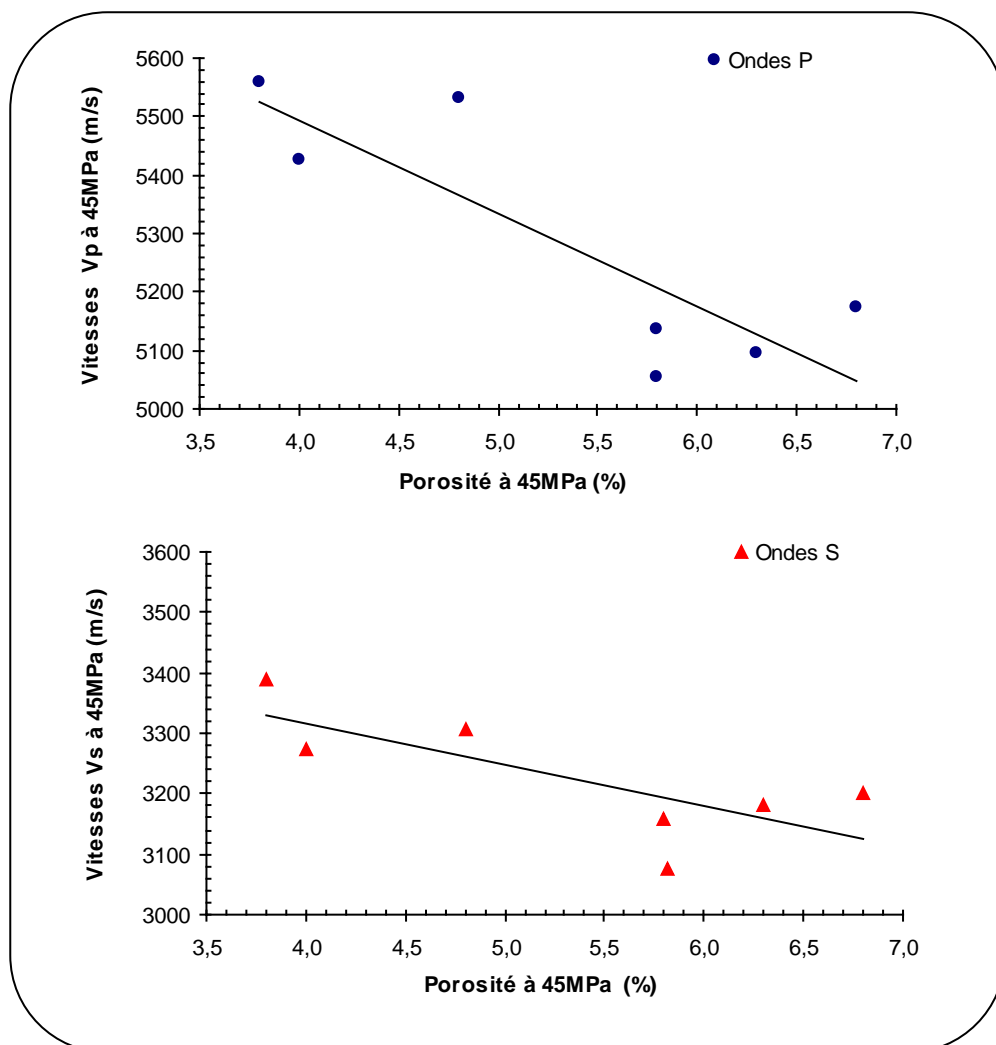 Ondes P
Vitesses Vp à 45MPa (m/s)
5600
5500
5400
5300
5200
5100
5000
3,5 4,0 4,5 5,0 5,5 6,0 6,5 7,0
Porosité à 45MPa (%)
Ondes S
Vitesses Vs à 45MPa (m/s)
3600
3500
3400
3300
3200
3100
3000
3,5 4,0 4,5 5,0 5,5 6,0 6,5 7,0
Porosité à 45MPa (%)